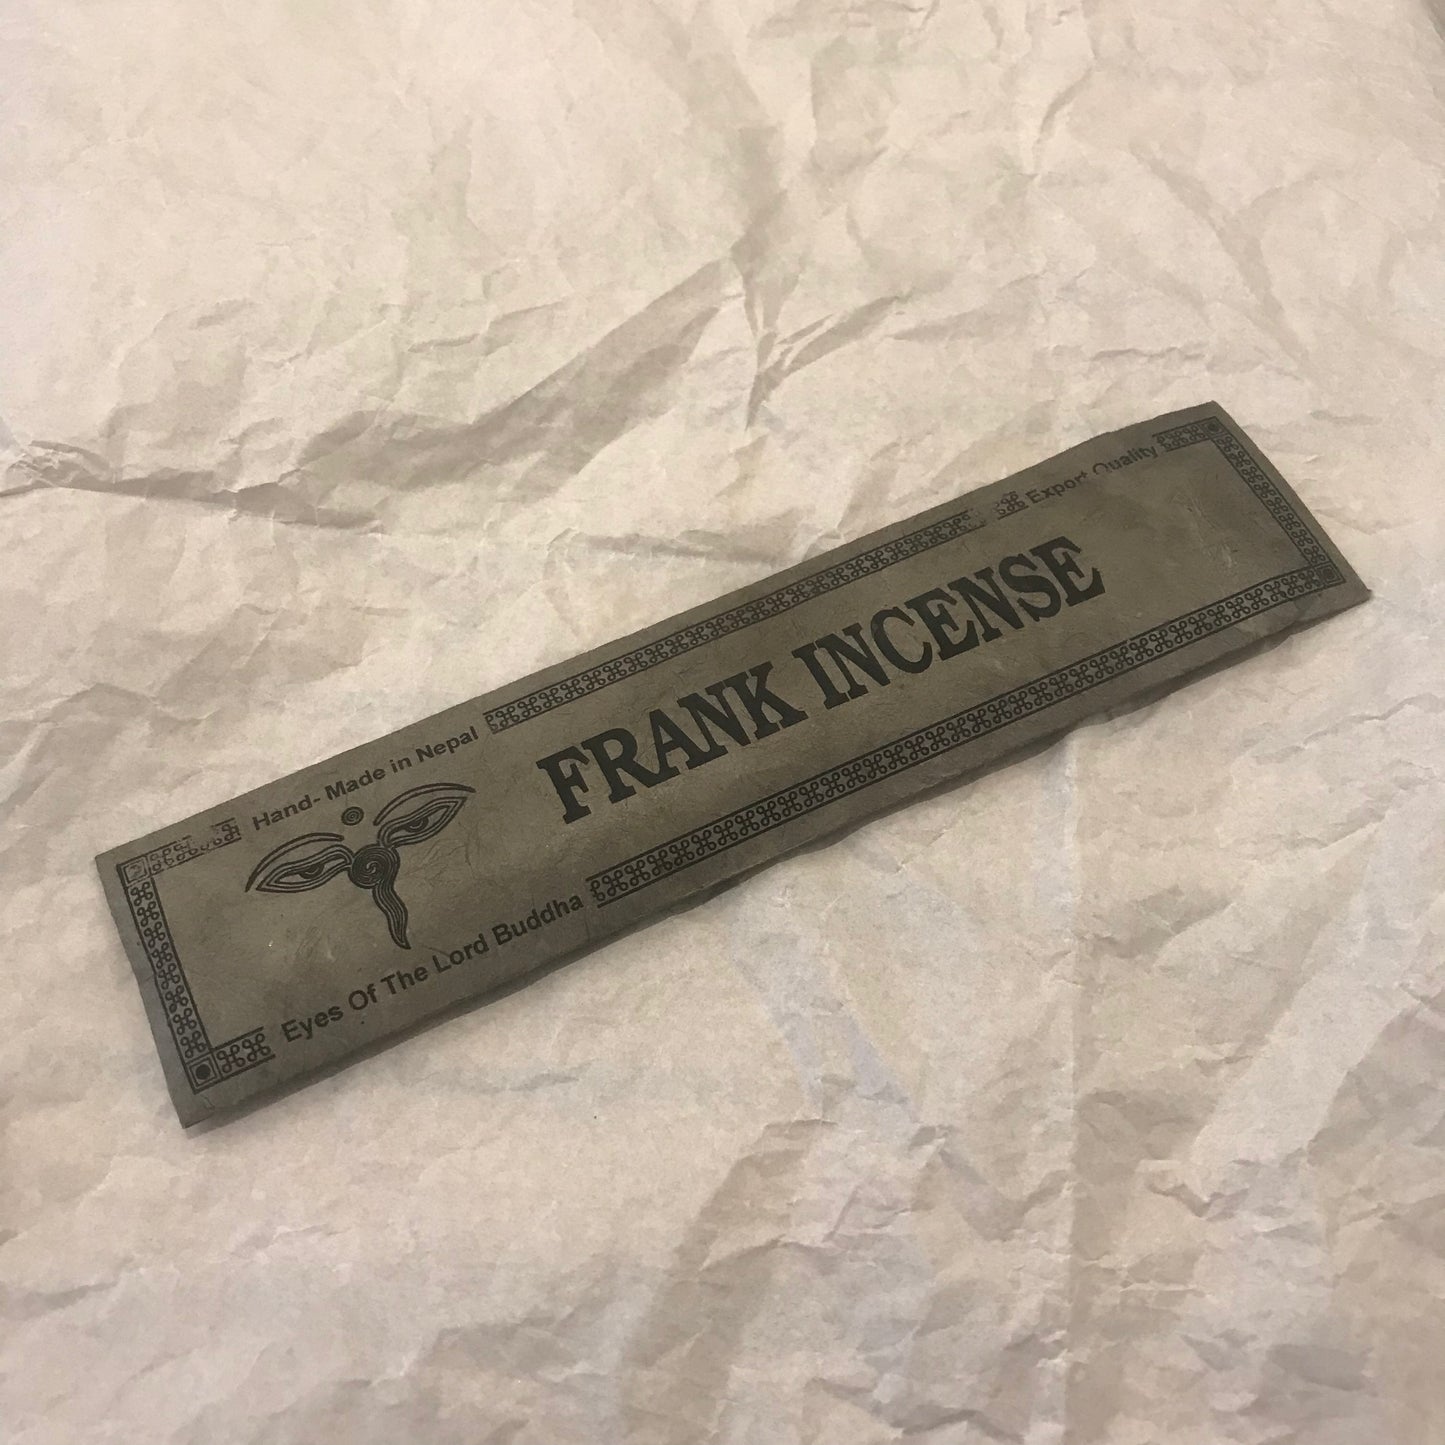 Hand- Made in Nepal
Export Quality
FRANK INCENSE
Eyes Of The Lord Buddha